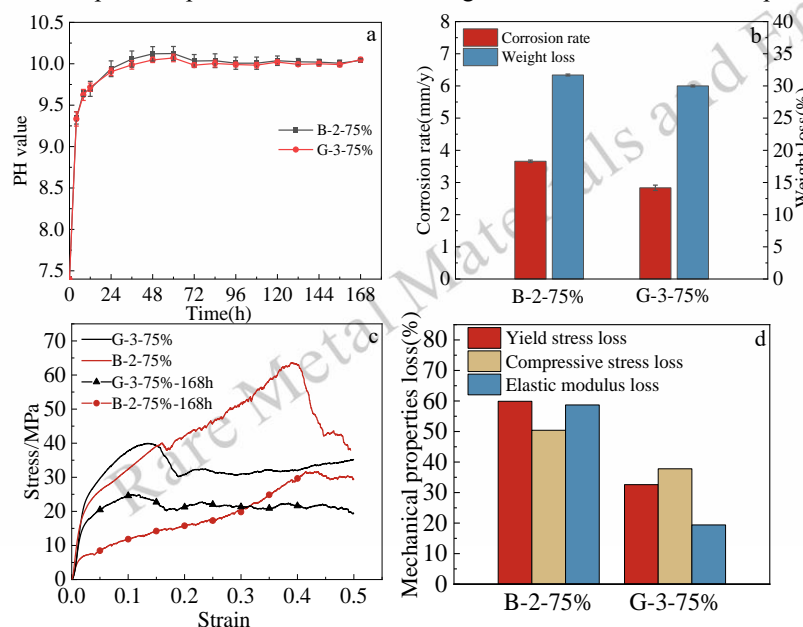 a
PH value
10.5
10.0
9.5
9.0
8.5
8.0
7.5
B-2-75%
G-3-75%
0 24 48 72 96 120 144 168
Time(h)
b
Corrosion rate(mm/y)
8
7
6
5
4
3
2
1
0
Corrosion rate
Weight loss
40
35
30
25
20
15
10
5
0
Weight loss(%)
B-2-75% G-3-75%
c
Stress/MPa
70
60
50
40
30
20
10
0
G-3-75%
B-2-75%
G-3-75%-168h
B-2-75%-168h
0.0 0.1 0.2 0.3 0.4 0.5
Strain
d
Mechanical properties loss(%)
80
70
60
50
40
30
20
10
0
Yield stress loss
Compressive stress loss
Elastic modulus loss
B-2-75% G-3-75%
Rare Metal Materials and